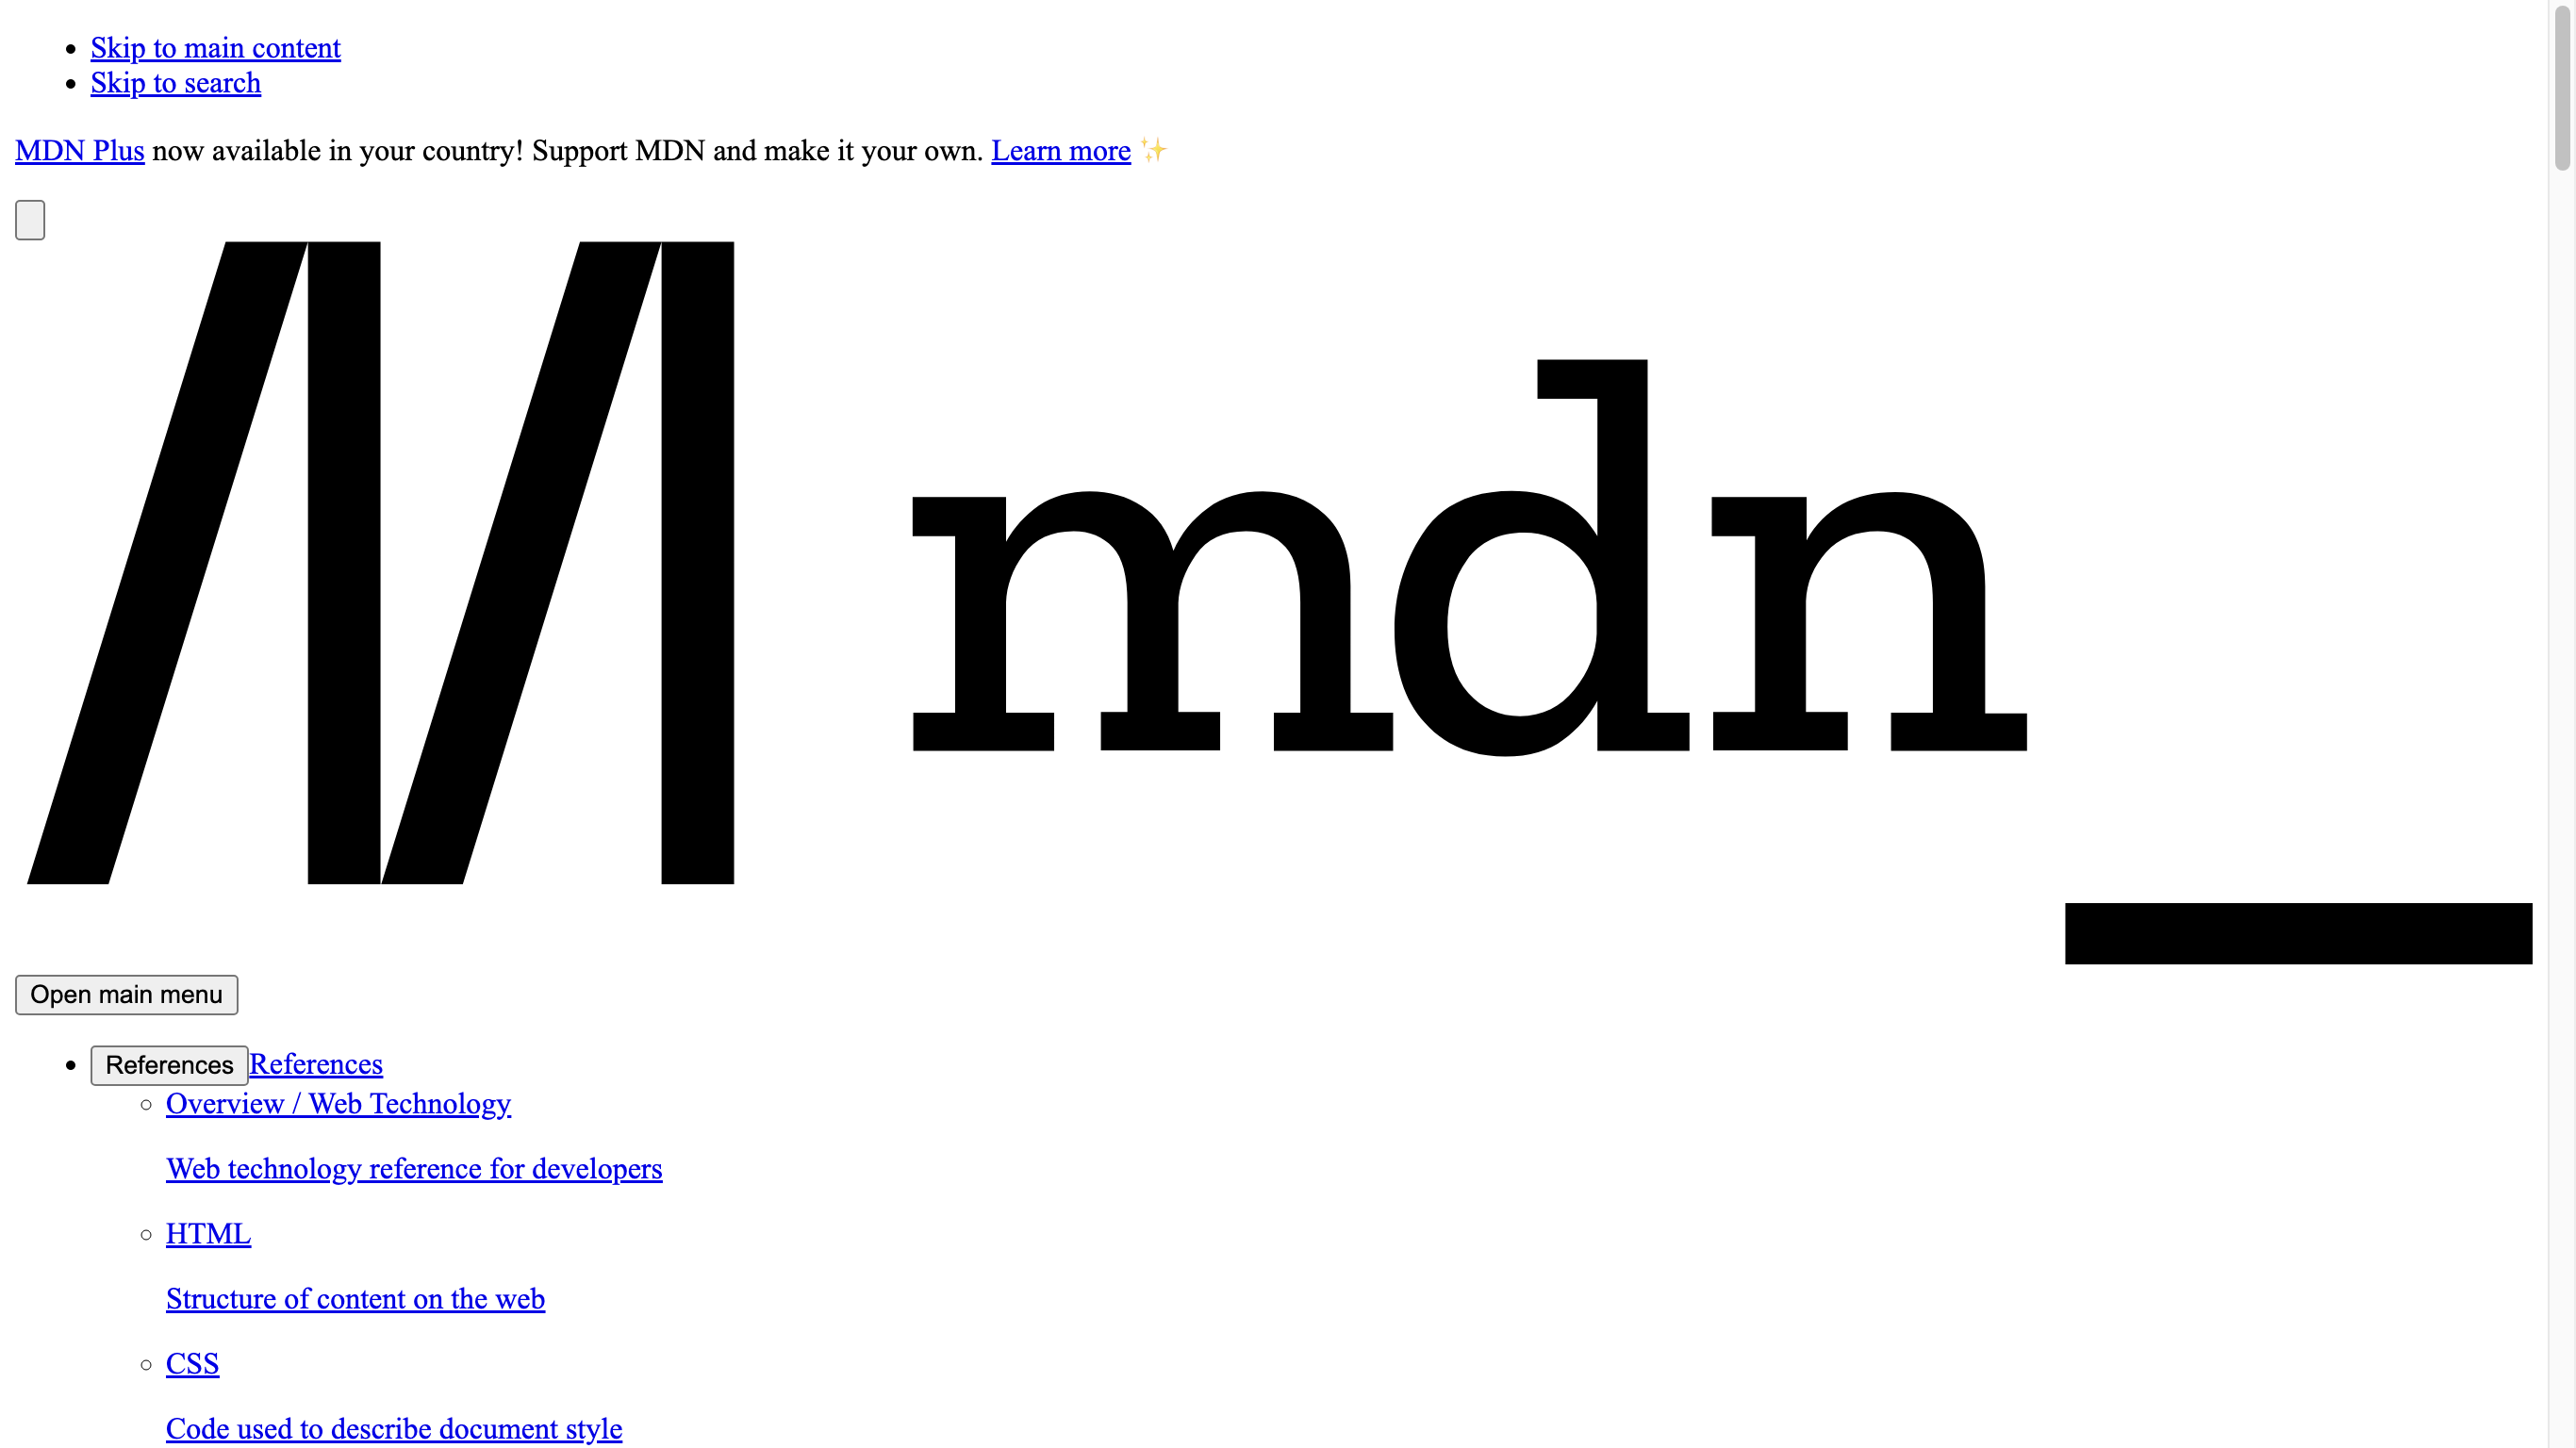 Skip to main content
Skip to search
MDN Plus now available in your country! Support MDN and make it your own. Learn more ✨
mdn_
Open main menu
References References
Overview / Web Technology
Web technology reference for developers
HTML
Structure of content on the web
CSS
Code used to describe document style